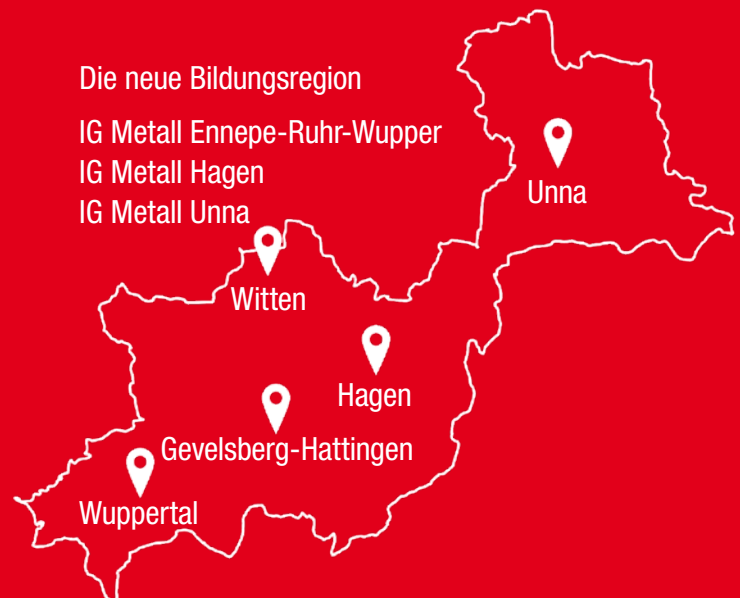 Die neue Bildungsregion
IG Metall Ennepe-Ruhr-Wupper
IG Metall Hagen
IG Metall Unna
Unna
Witten
Hagen
Gevelsberg-Hattingen
Wuppertal